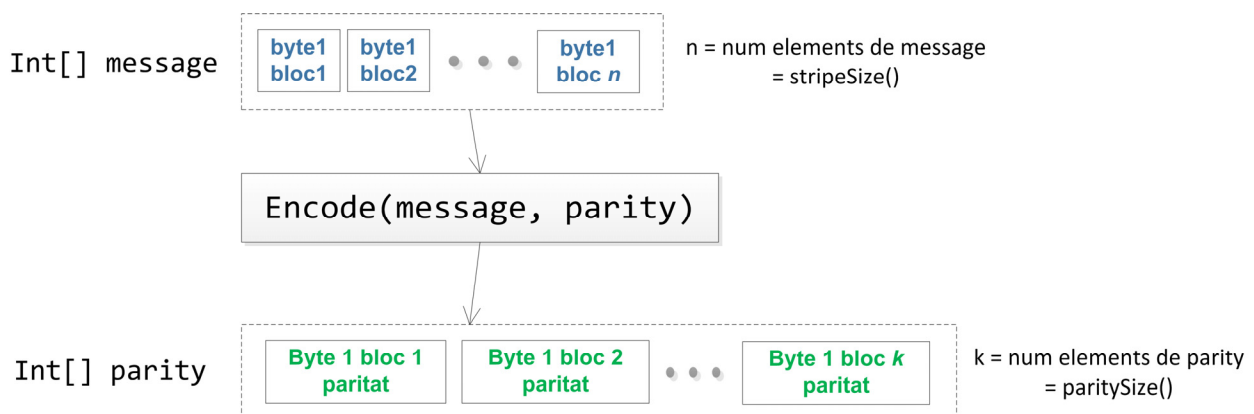 Int[] message
byte1
bloc1
byte1
bloc2
byte1
bloc n
n = num elements de message
= stripeSize()
Encode(message, parity)
Int[] parity
Byte 1 bloc 1
paritat
Byte 1 bloc 2
paritat
Byte 1 bloc k
paritat
k = num elements de parity
= paritySize()